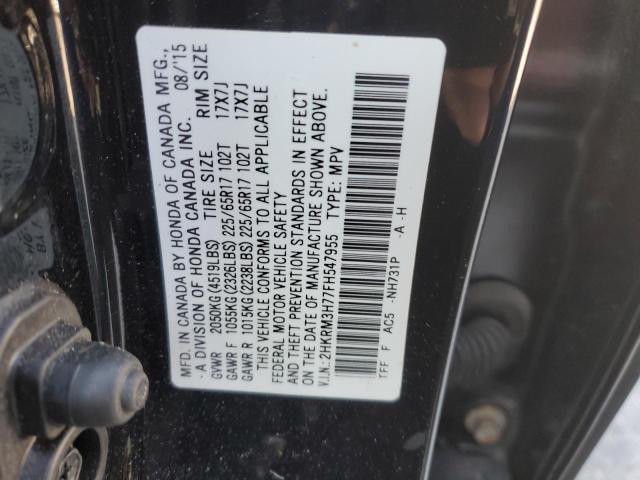 MFD. IN CANADA BY HONDA OF CANADA MFG.,
- A DIVISION OF HONDA CANADA INC. 08/'15
GVWR 2050KG(4519LBS) TIRE SIZE RIM SIZE
GAWR F 1055KG(2326LBS) 225/65R17 102T 17X7J
GAWR R 1015KG(2238LBS) 225/65R17 102T 17X7J
THIS VEHICLE CONFORMS TO ALL APPLICABLE
FEDERAL MOTOR VEHICLE SAFETY
AND THEFT PREVENTION STANDARDS IN EFFECT
ON THE DATE OF MANUFACTURE SHOWN ABOVE.
V.I.N.: 2HKRM3H77FH547955 TYPE: MPV
TFF F AC5 -NH731P -A -H